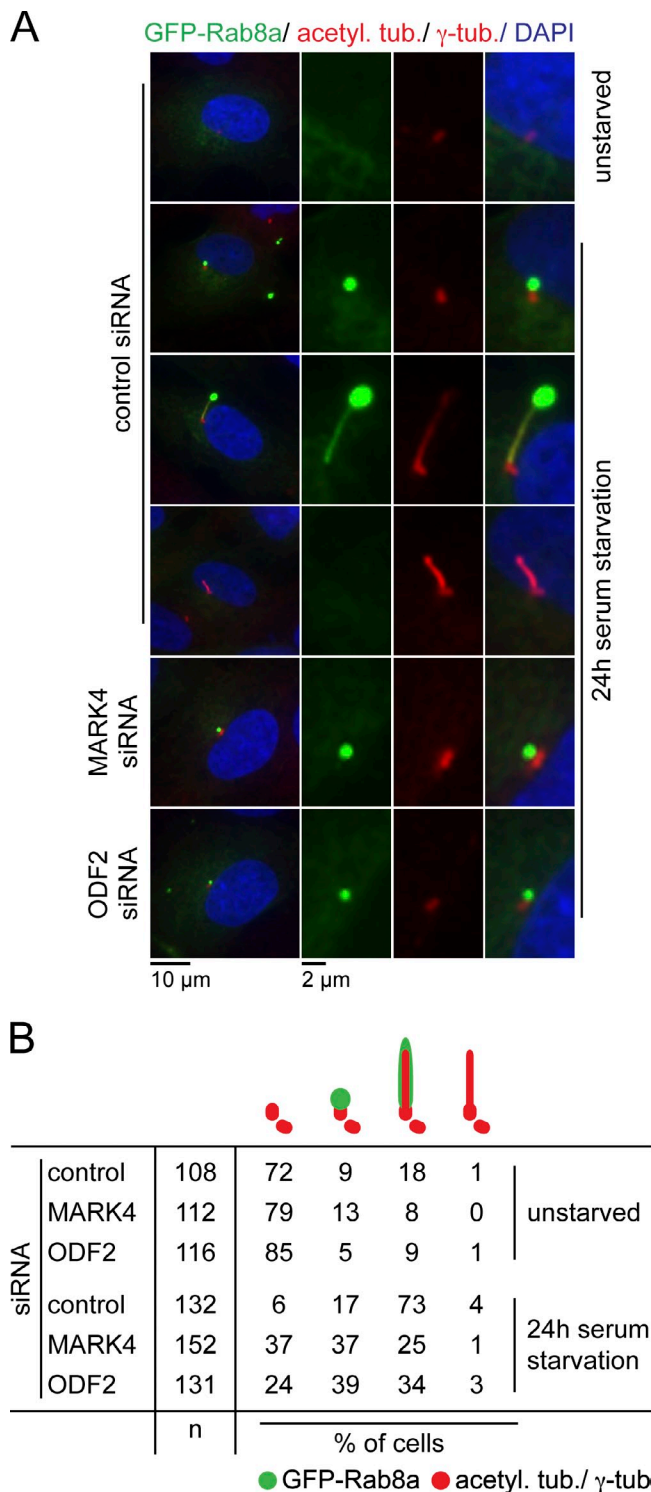 A
GFP-Rab8a/ acetyl. tub./ γ-tub./ DAPI
unstarved
control siRNA
24h serum starvation
MARK4
siRNA
ODF2
siRNA
10 µm 2 µm
B
siRNA
control 108 72 9 18 1
MARK4 112 79 13 8 0
ODF2 116 85 5 9 1
unstarved
control 132 6 17 73 4
MARK4 152 37 37 25 1
ODF2 131 24 39 34 3
24h serum
starvation
n
% of cells
GFP-Rab8a acetyl. tub./ γ-tub